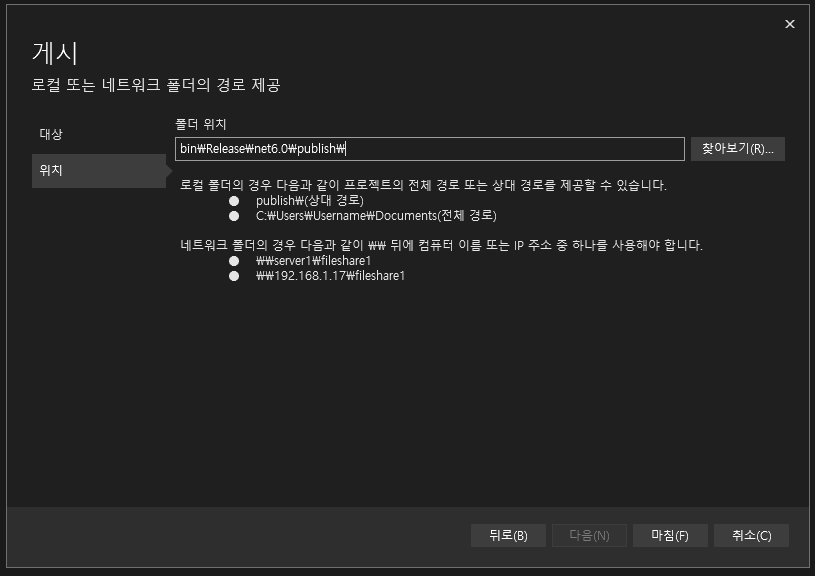 게시
로컬 또는 네트워크 폴더의 경로 제공
대상
위치
폴더 위치
bin₩Release₩net6.0₩publish₩
찾아보기(R)...
로컬 폴더의 경우 다음과 같이 프로젝트의 전체 경로 또는 상대 경로를 제공할 수 있습니다.
● publish₩(상대 경로)
● C:₩Users₩Username₩Documents(전체 경로)
네트워크 폴더의 경우 다음과 같이 ₩₩ 뒤에 컴퓨터 이름 또는 IP 주소 중 하나를 사용해야 합니다.
● ₩₩server1₩fileshare1
● ₩₩192.168.1.17₩fileshare1
뒤로(B)
다음(N)
마침(F)
취소(C)